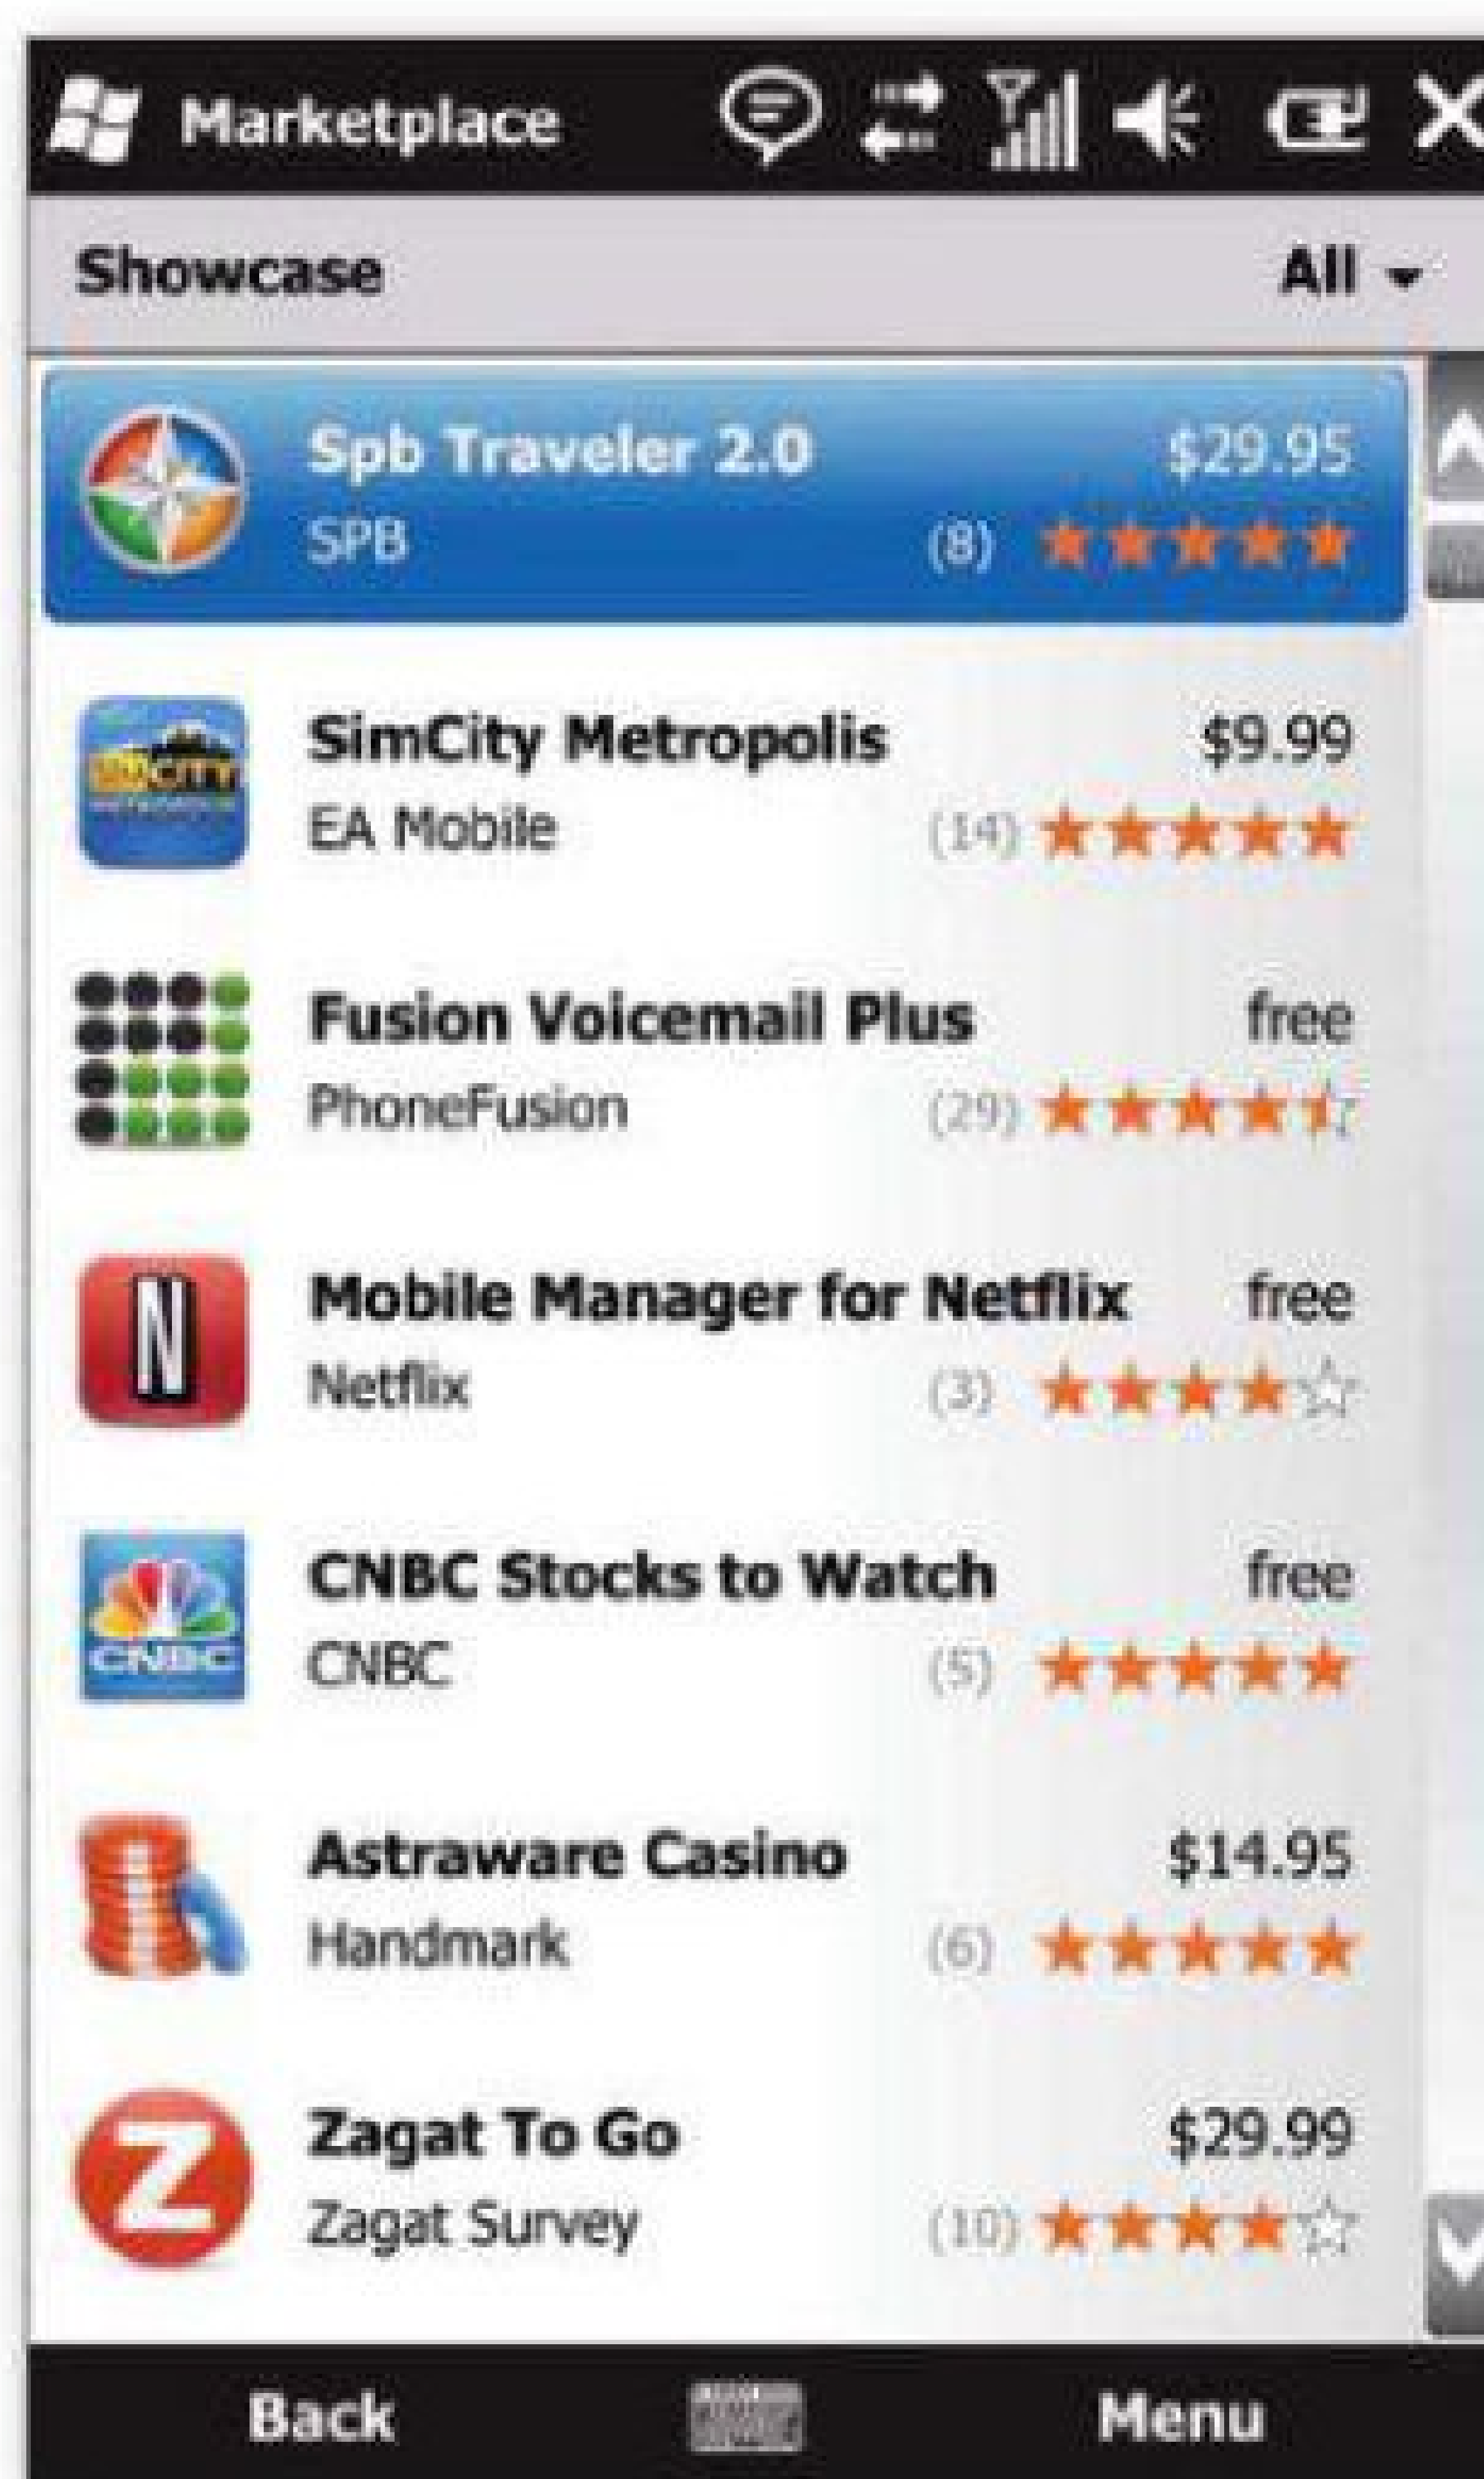 Marketplace
Showcase All
Spb Traveler 2.0 $29.95
SPB (8)
SimCity Metropolis $9.99
EA Mobile (14)
Fusion Voicemail Plus free
PhoneFusion (29)
N
Mobile Manager for Netflix free
Netflix (3)
CNBC Stocks to Watch free
CNBC
CNBC (5)
Astraware Casino $14.95
Handmark (6)
Z
Zagat To Go $29.99
Zagat Survey (10)
Back Menu